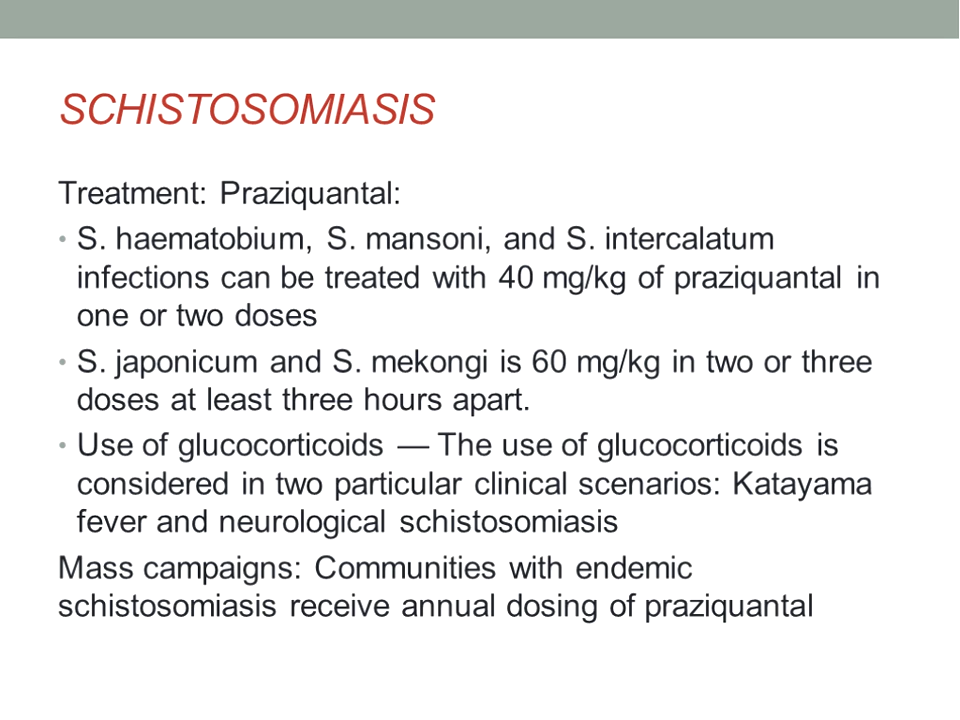 SCHISTOSOMIASIS
Treatment: Praziquantal:
• S. haematobium, S. mansoni, and S. intercalatum
infections can be treated with 40 mg/kg of praziquantal in
one or two doses
• S. japonicum and S. mekongi is 60 mg/kg in two or three
doses at least three hours apart.
• Use of glucocorticoids — The use of glucocorticoids is
considered in two particular clinical scenarios: Katayama
fever and neurological schistosomiasis
Mass campaigns: Communities with endemic
schistosomiasis receive annual dosing of praziquantal